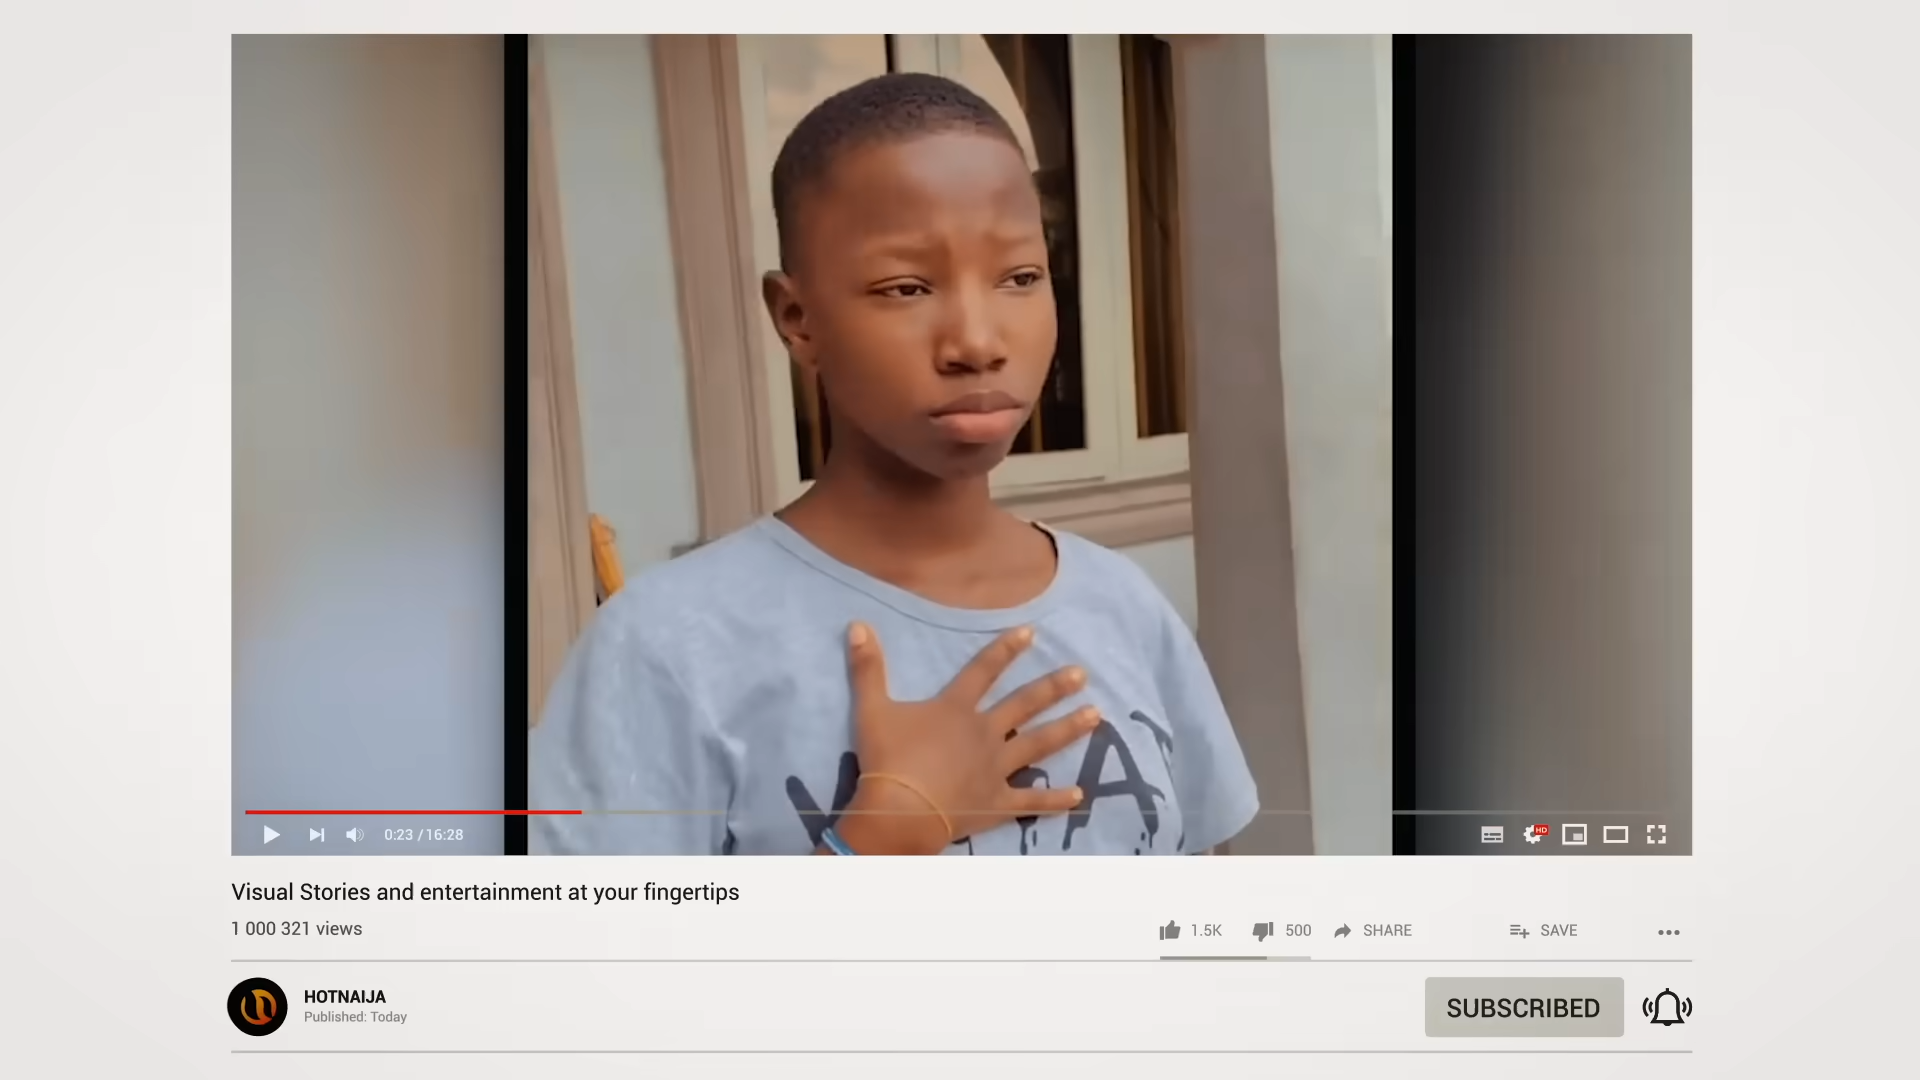 0:23 / 16:28
HD
Visual Stories and entertainment at your fingertips
1 000 321 views
1.5K
500
SHARE
SAVE
HOTNAIJA
Published: Today
SUBSCRIBED